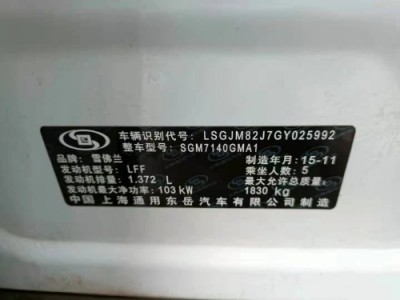 车辆识别代号: LSGJM82J7GY025992
整车型号: SGM7140GMA1
品牌: 雪佛兰 制造年月: 15-11
发动机型号: LFF 乘坐人数: 5
发动机排量: 1.372 L 最大允许总质量:
发动机最大净功率: 103 kW 1830 kg
中国 上海通用东岳汽车有限公司制造